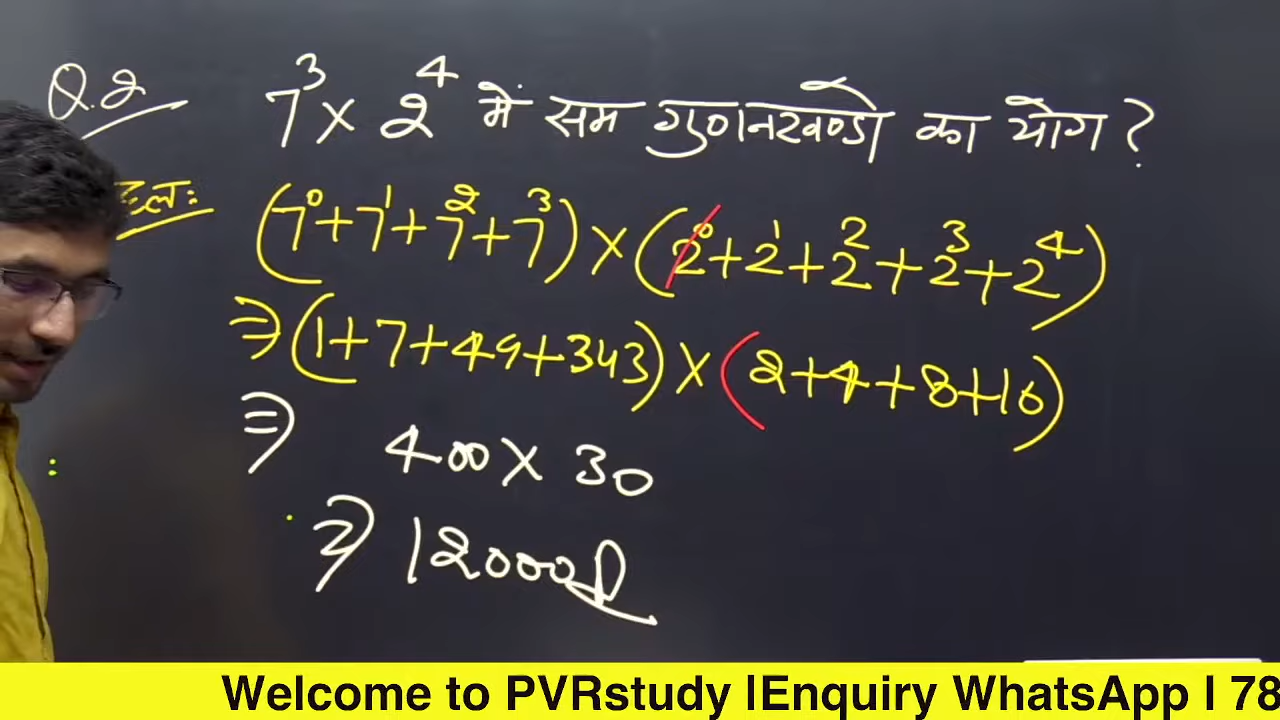 Q.2 7³ × 2⁴ में सम गुणनखण्डो का योग ?
हलः (7⁰+7¹+7²+7³) × (2⁰+2¹+2²+2³+2⁴)
⇒ (1+7+49+343) × (2+4+8+16)
⇒ 400 × 30
⇒ 12000
Welcome to PVRstudy |Enquiry WhatsApp | 78